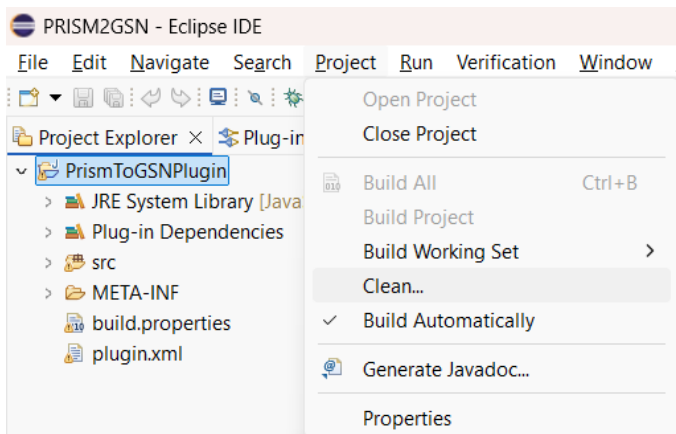 PRISM2GSN - Eclipse IDE
File Edit Navigate Search Project Run Verification Window
Project Explorer Plug-in
PrismToGSNPlugin
JRE System Library [Java
Plug-in Dependencies
src
META-INF
build.properties
plugin.xml
Open Project
Close Project
Build All Ctrl+B
Build Project
Build Working Set
Clean...
Build Automatically
Generate Javadoc...
Properties